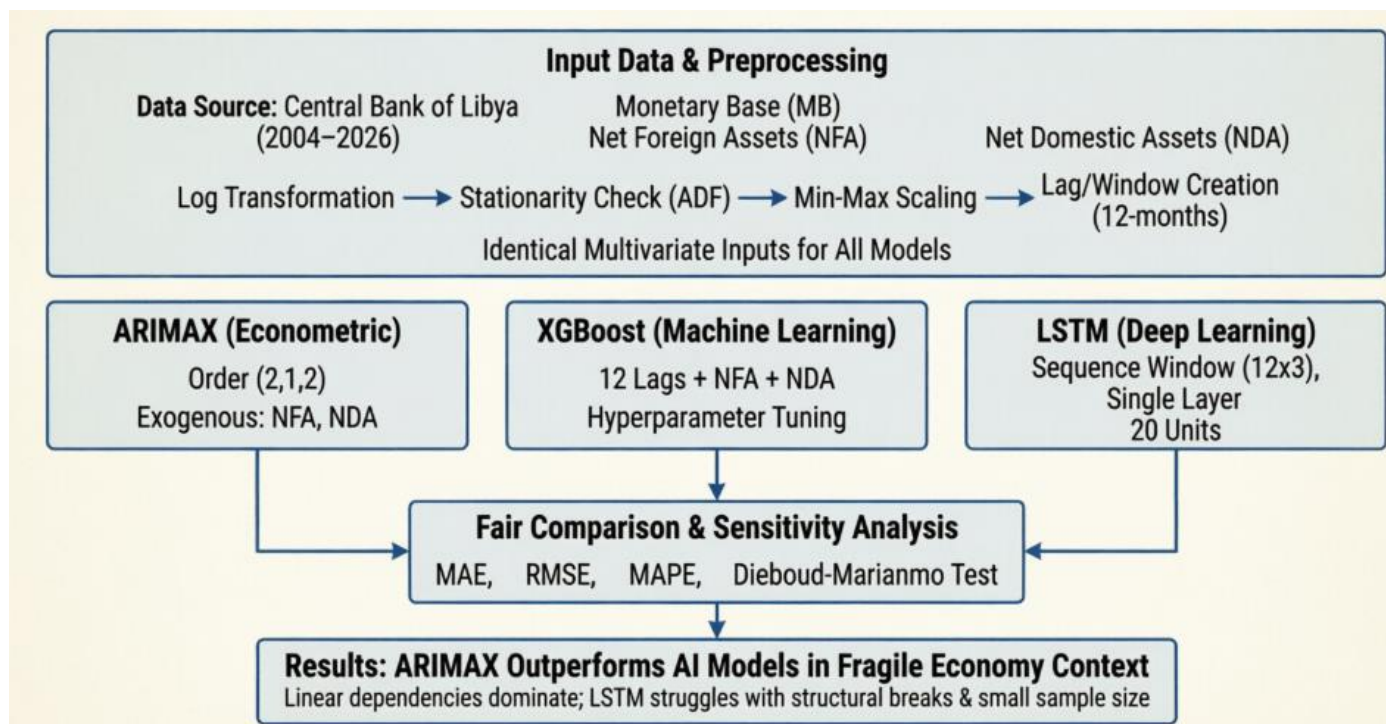 Input Data & Preprocessing
Data Source: Central Bank of Libya
(2004–2026)
Monetary Base (MB)
Net Foreign Assets (NFA)
Net Domestic Assets (NDA)
Log Transformation
Stationarity Check (ADF)
Min-Max Scaling
Lag/Window Creation
(12-months)
Identical Multivariate Inputs for All Models
ARIMAX (Econometric)
Order (2,1,2)
Exogenous: NFA, NDA
XGBoost (Machine Learning)
12 Lags + NFA + NDA
Hyperparameter Tuning
LSTM (Deep Learning)
Sequence Window (12x3),
Single Layer
20 Units
Fair Comparison & Sensitivity Analysis
MAE, RMSE, MAPE, Dieboud-Marianmo Test
Results: ARIMAX Outperforms AI Models in Fragile Economy Context
Linear dependencies dominate; LSTM struggles with structural breaks & small sample size